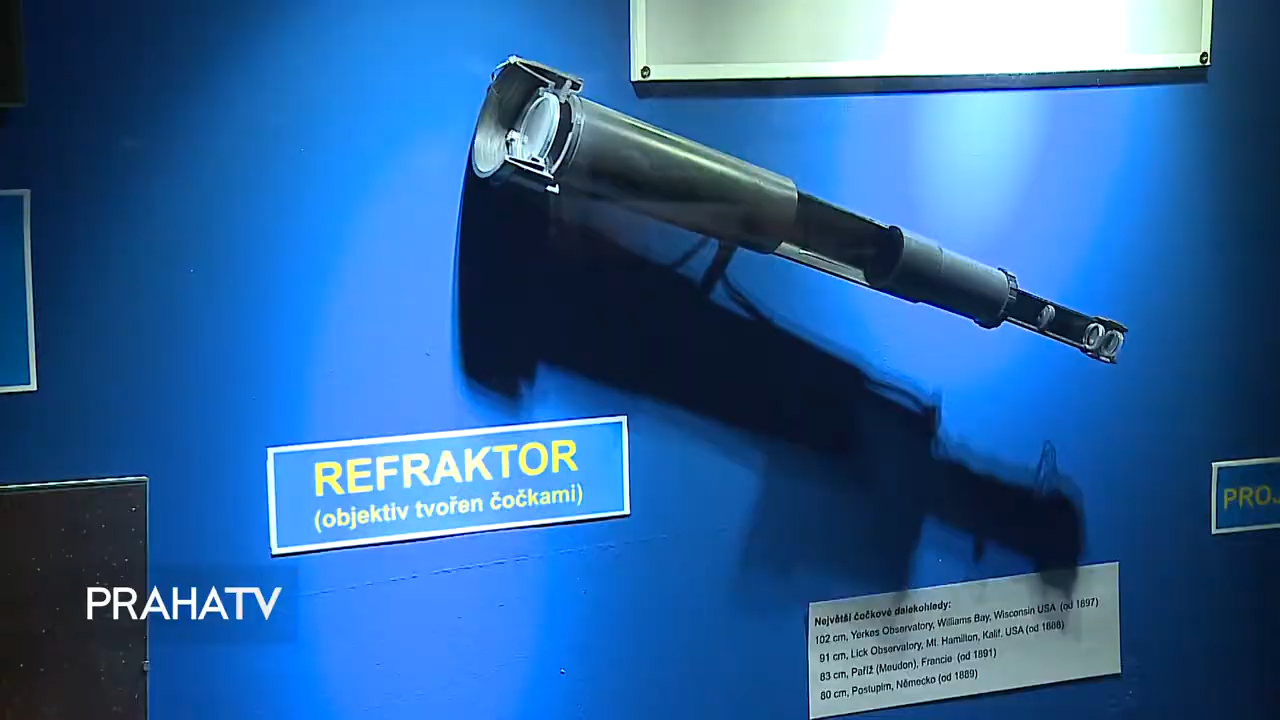 REFRAKTOR
(objektiv tvořen čočkami)
PROJ
PRAHATV
Největší čočkové dalekohledy:
102 cm, Yerkes Observatory, Williams Bay, Wisconsin USA (od 1897)
91 cm, Lick Observatory, Mt. Hamilton, Kalif. USA (od 1888)
83 cm, Paříž (Meudon), Francie (od 1891)
80 cm, Postupim, Německo (od 1889)